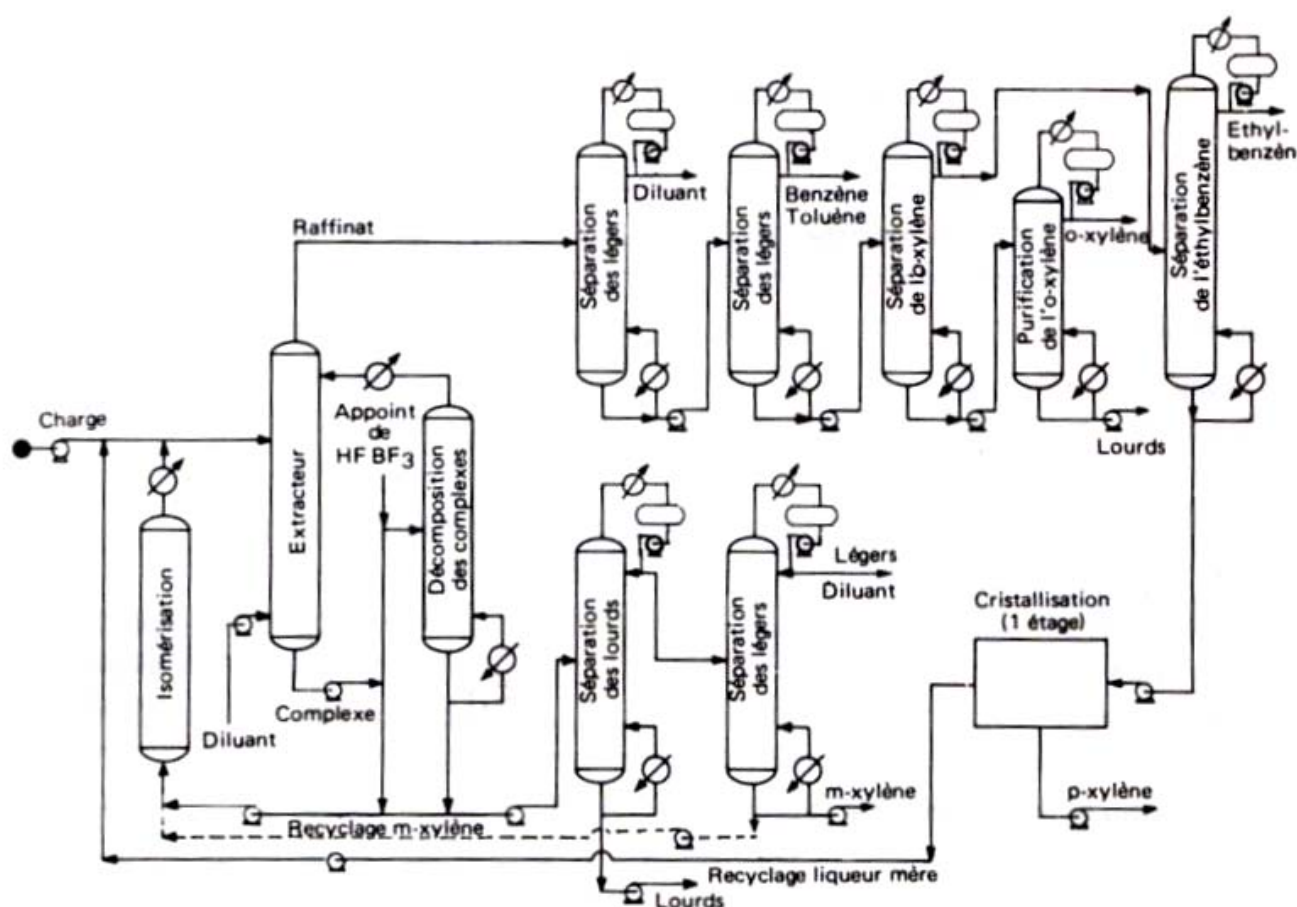 Ethyl-
benzèn
Séparation
de l'éthylbenzène
Diluant
Séparation
des légers
Benzène
Toluène
Séparation
des légers
Séparation
de l'b-xylène
o-xylène
Purification
de l'o-xylène
Lourds
Raffinat
Charge
Extracteur
Appoint
de
HF BF3
Décomposition
des complexes
Isomérisation
Diluant
Complexe
Séparation
des lourds
Séparation
des légers
Légers
Diluant
Cristallisation
(1 étage)
m-xylène
p-xylène
Recyclage m-xylène
Recyclage liqueur mère
Lourds